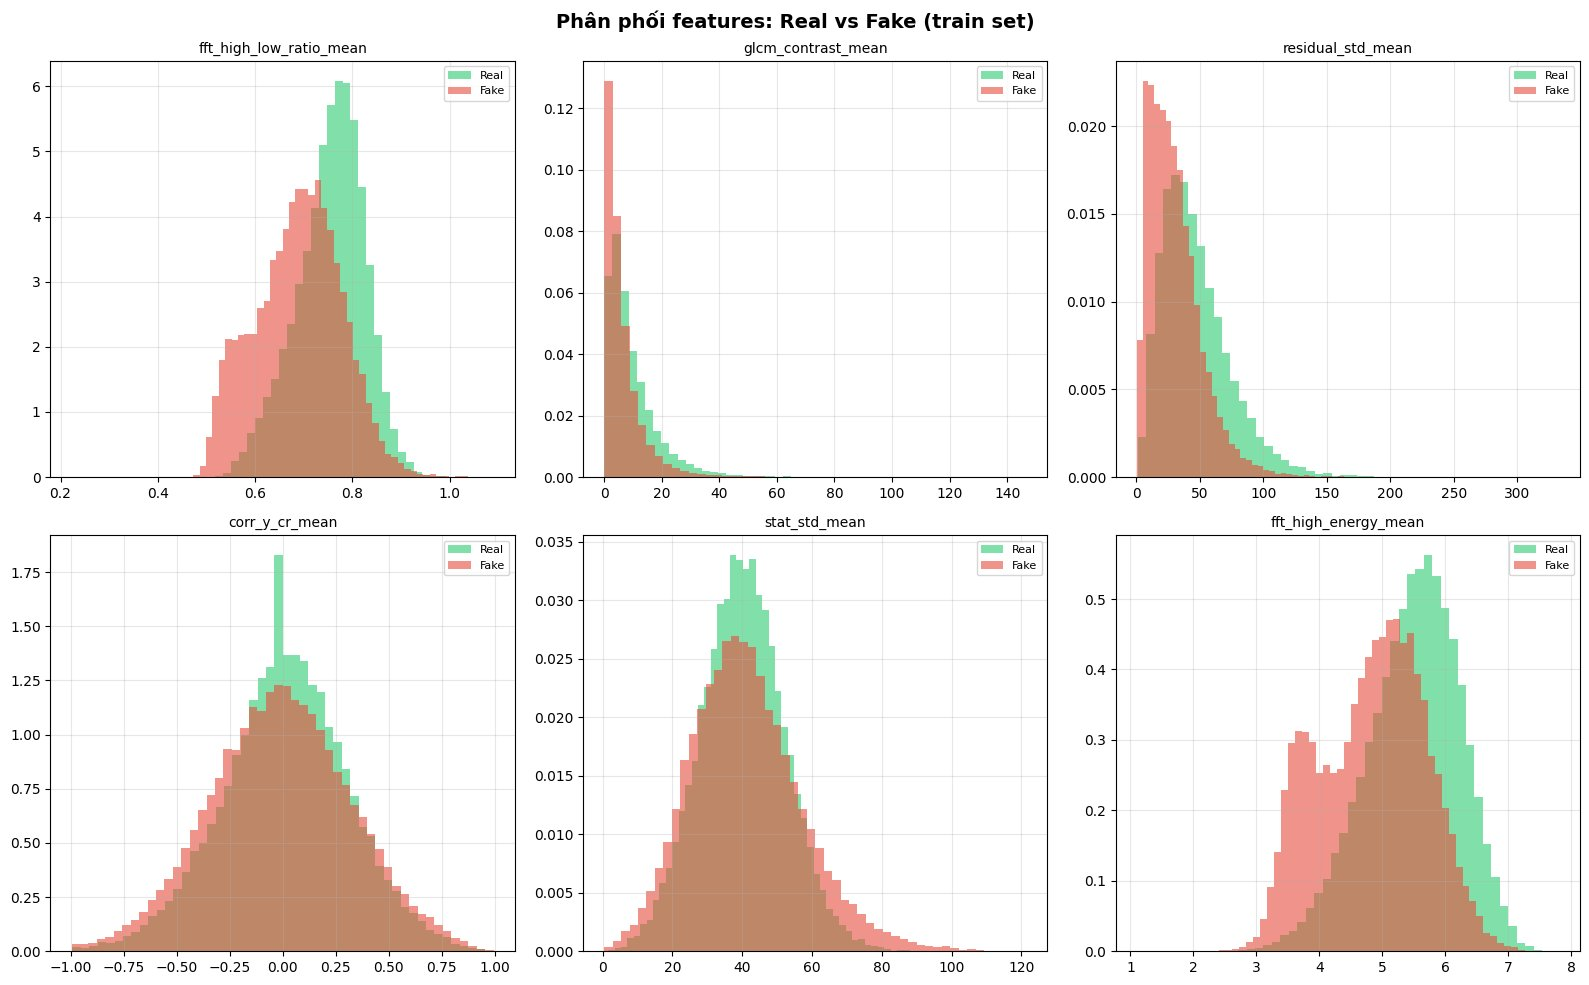 Phân phối features: Real vs Fake (train set)
fft_high_low_ratio_mean
Real
Fake
6
5
4
3
2
1
0
0.2 0.4 0.6 0.8 1.0
glcm_contrast_mean
Real
Fake
0.12
0.10
0.08
0.06
0.04
0.02
0.00
0 20 40 60 80 100 120 140
residual_std_mean
Real
Fake
0.020
0.015
0.010
0.005
0.000
0 50 100 150 200 250 300
corr_y_cr_mean
Real
Fake
1.75
1.50
1.25
1.00
0.75
0.50
0.25
0.00
−1.00 −0.75 −0.50 −0.25 0.00 0.25 0.50 0.75 1.00
stat_std_mean
Real
Fake
0.035
0.030
0.025
0.020
0.015
0.010
0.005
0.000
0 20 40 60 80 100 120
fft_high_energy_mean
Real
Fake
0.5
0.4
0.3
0.2
0.1
0.0
1 2 3 4 5 6 7 8